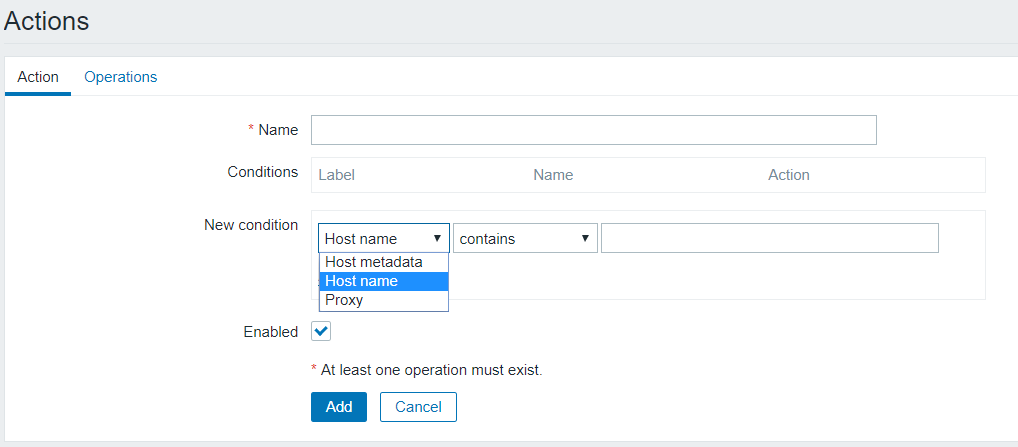 Actions
Action Operations
* Name
Conditions Label Name Action
New condition Host name contains
Host metadata
Host name
Proxy
Enabled
* At least one operation must exist.
Add Cancel